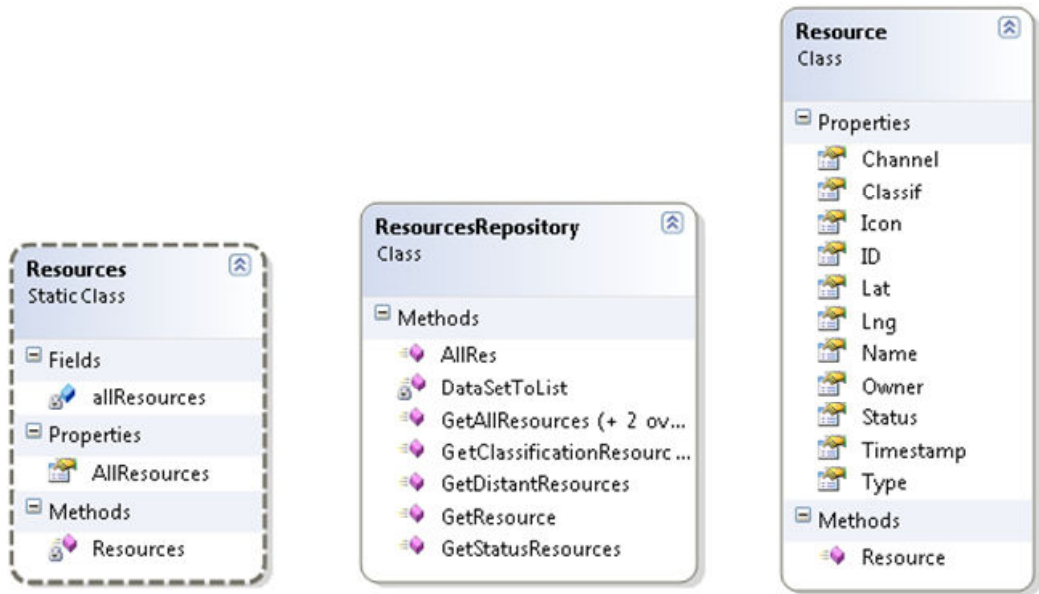 Resources
Static Class
Fields
allResources
Properties
AllResources
Methods
Resources
ResourcesRepository
Class
Methods
AllRes
DataSetToList
GetAllResources (+ 2 ov...
GetClassificationResourc...
GetDistantResources
GetResource
GetStatusResources
Resource
Class
Properties
Channel
Classif
Icon
ID
Lat
Lng
Name
Owner
Status
Timestamp
Type
Methods
Resource